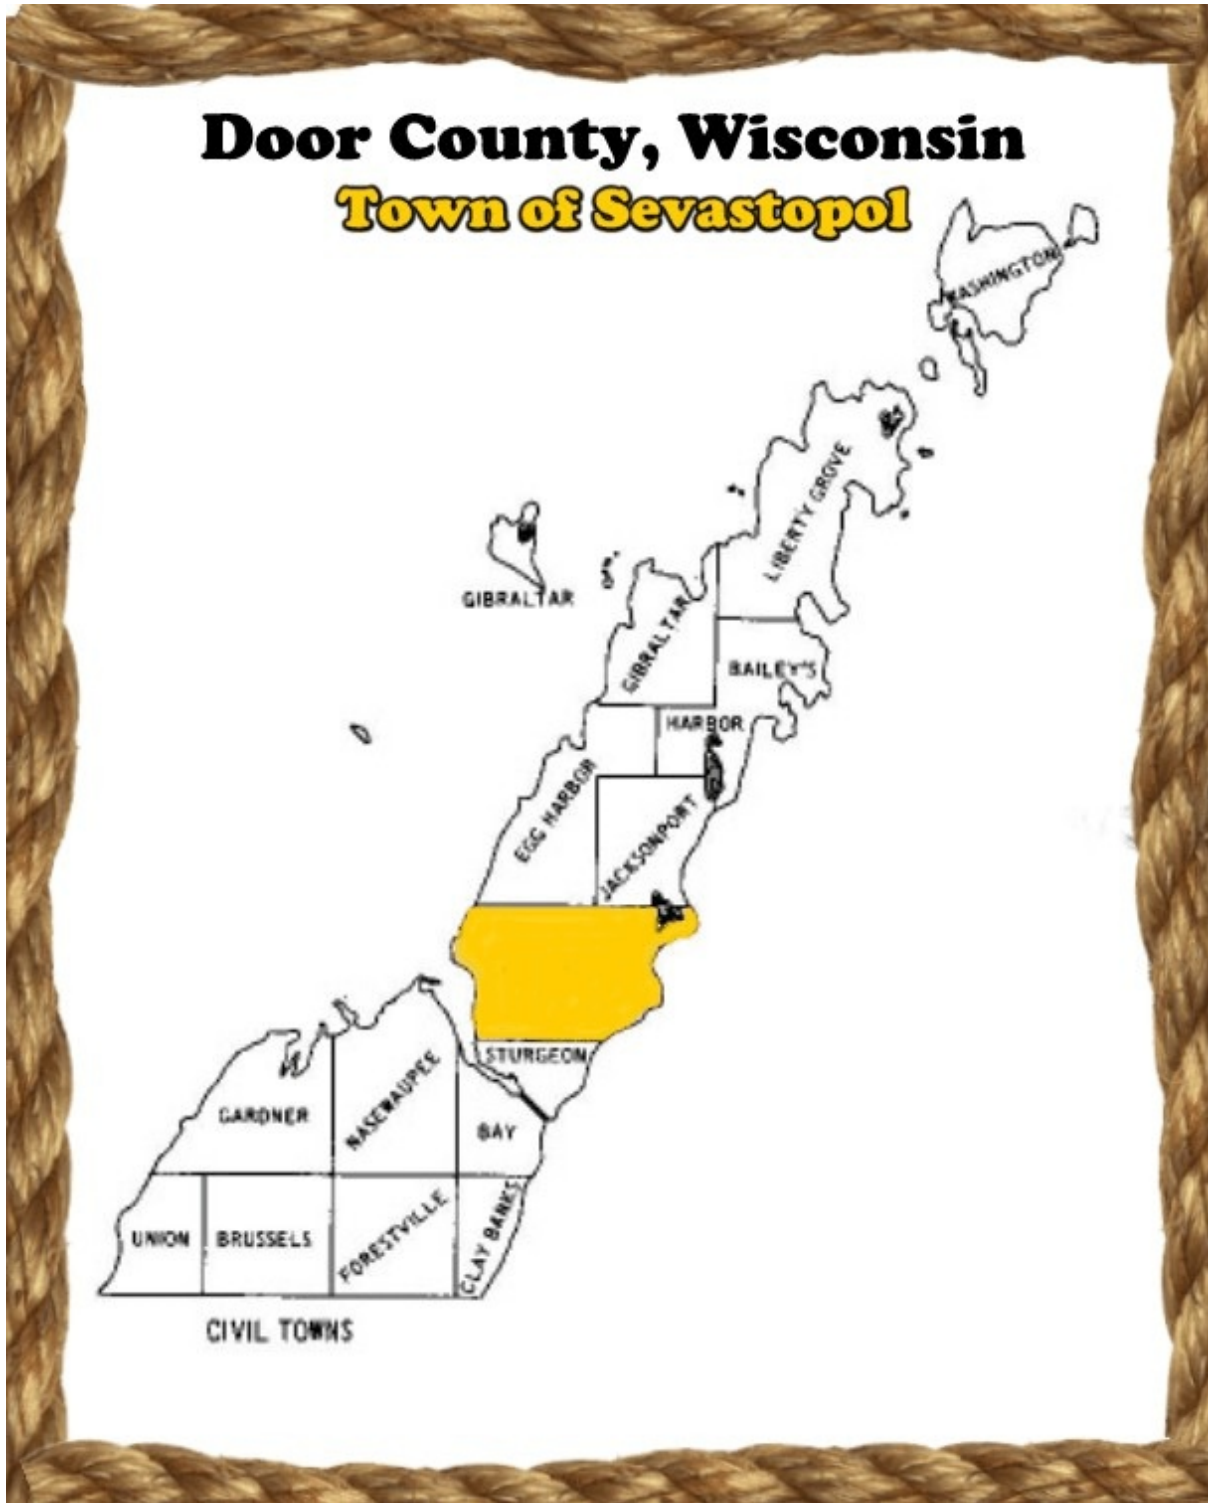 Door County, Wisconsin
Town of Sevastopol
WASHINGTON
LIBERTY GROVE
GIBRALTAR
GIBRALTAR
BAILEY'S
HARBOR
EGG HARBOR
JACKSONPORT
STURGEON
BAY
NASEWAUPEE
GARDNER
UNION
BRUSSELS
FORESTVILLE
CLAY BANKS
CIVIL TOWNS